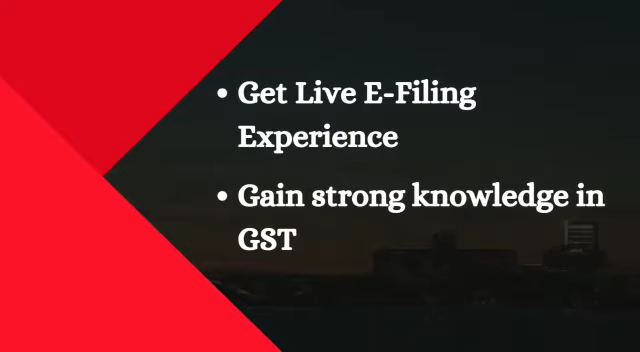 • Get Live E-Filing
Experience
• Gain strong knowledge in
GST